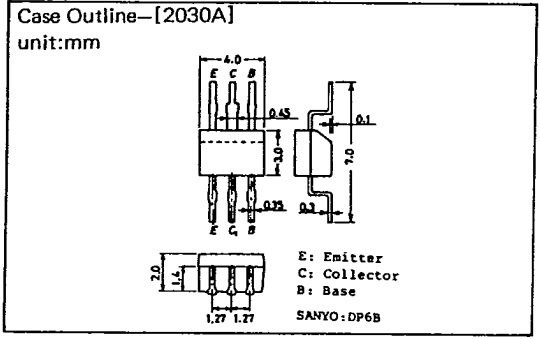 Case Outline—[2030A]
unit:mm
4.0
E C B
0.45
0.1
3.0
7.0
0.35
0.3
E C B
2.0
1.4
1.27 1.27
E: Emitter
C: Collector
B: Base
SANYO:DP6B